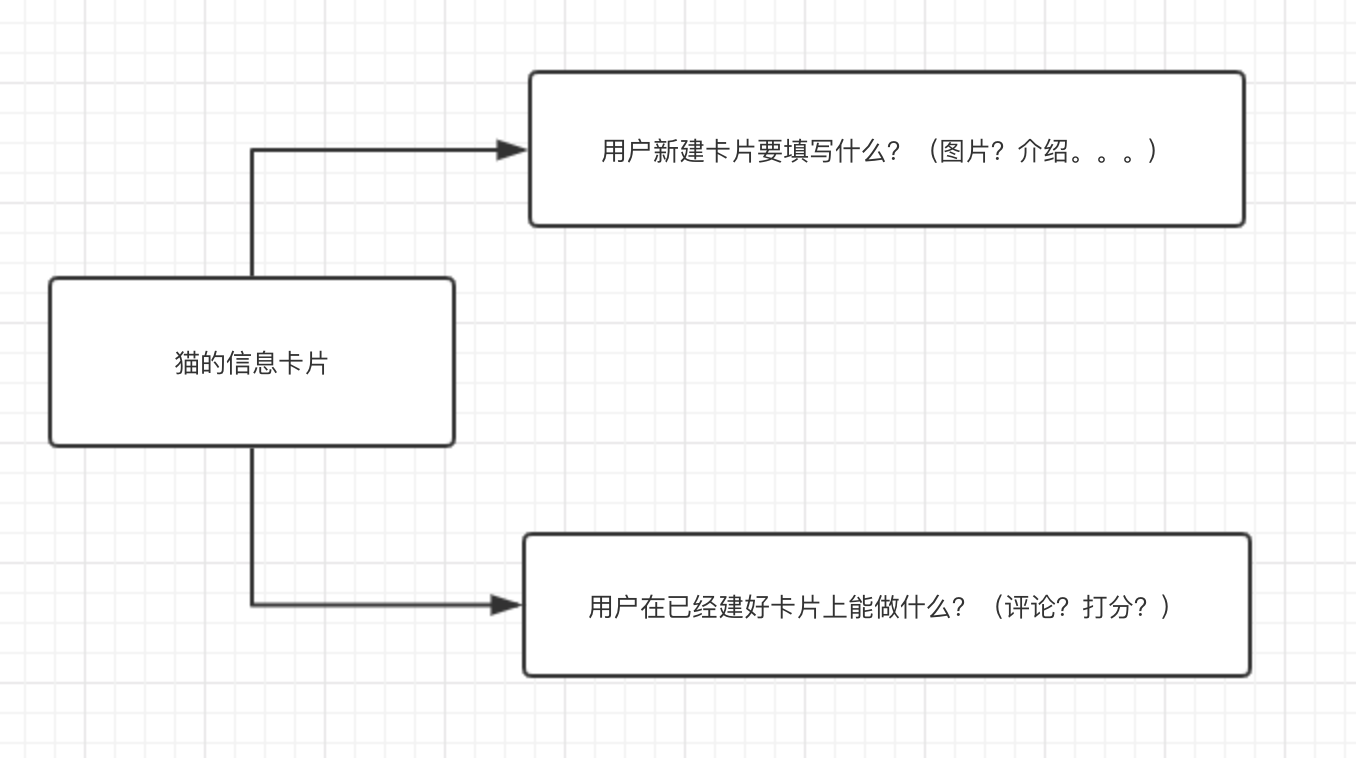 用户新建卡片要填写什么？（图片？介绍。。。）
猫的信息卡片
用户在已经建好卡片上能做什么？（评论？打分？）